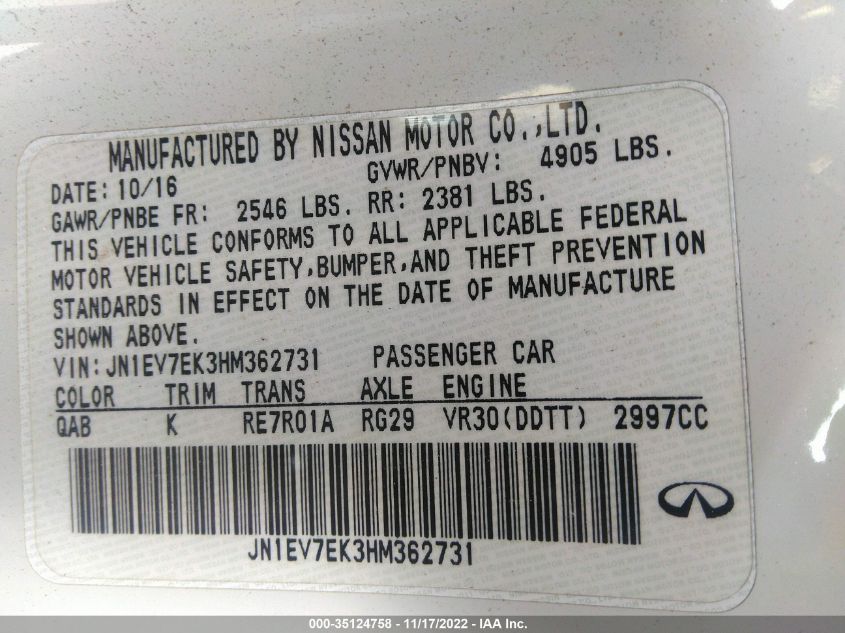 MANUFACTURED BY NISSAN MOTOR CO.,LTD.
DATE: 10/16 GVWR/PNBV: 4905 LBS.
GAWR/PNBE FR: 2546 LBS. RR: 2381 LBS.
THIS VEHICLE CONFORMS TO ALL APPLICABLE FEDERAL
MOTOR VEHICLE SAFETY,BUMPER,AND THEFT PREVENTION
STANDARDS IN EFFECT ON THE DATE OF MANUFACTURE
SHOWN ABOVE.
VIN:JN1EV7EK3HM362731 PASSENGER CAR
COLOR TRIM TRANS AXLE ENGINE
QAB K RE7R01A RG29 VR30(DDTT) 2997CC
JN1EV7EK3HM362731
000-35124758 - 11/17/2022 - IAA Inc.